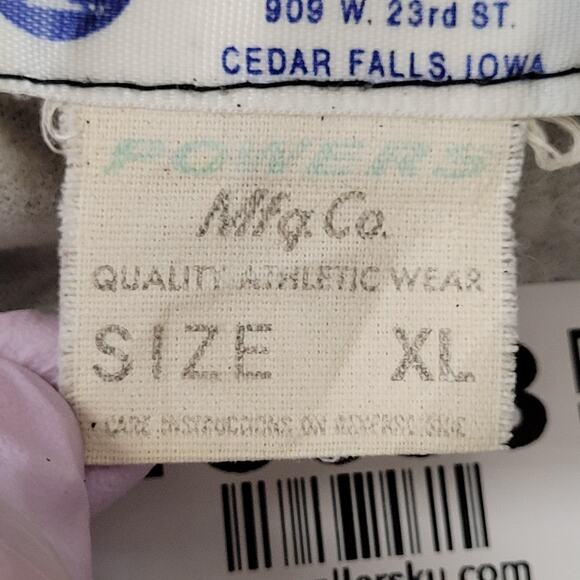 909 W. 23rd ST.
CEDAR FALLS, IOWA
POWERS
Mfg. Co.
QUALITY ATHLETIC WEAR
SIZE XL
CARE INSTRUCTIONS ON REVERSE SIDE